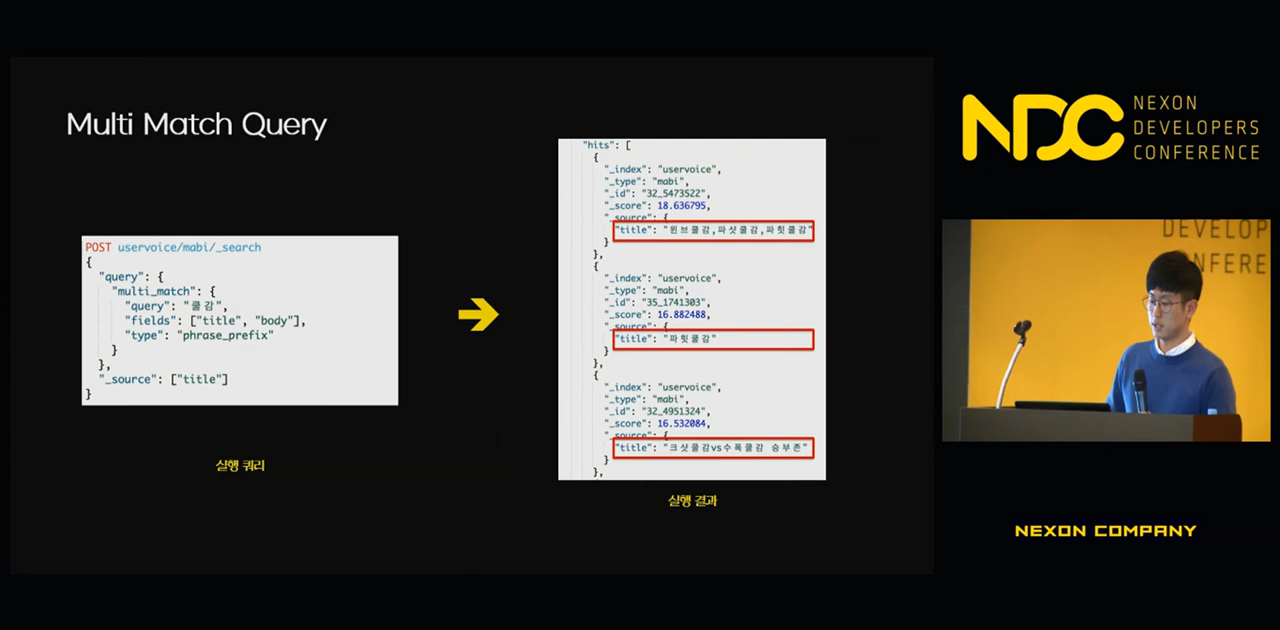 Multi Match Query
POST uservoice/mabi/_search
{
"query": {
"multi_match": {
"query": "쿨감",
"fields": ["title", "body"],
"type": "phrase_prefix"
}
},
"_source": ["title"]
}
실행 쿼리
"hits": [
{
"_index": "uservoice",
"_type": "mabi",
"_id": "32_5473522",
"_score": 18.636795,
"_source": {
"title": "윈브쿨감,파샷쿨감,파힛쿨감"
}
},
{
"_index": "uservoice",
"_type": "mabi",
"_id": "35_1741303",
"_score": 16.882488,
"_source": {
"title": "파힛쿨감"
}
},
{
"_index": "uservoice",
"_type": "mabi",
"_id": "32_4951324",
"_score": 16.532084,
"_source": {
"title": "크샷쿨감vs수폭쿨감 승부존"
}
},
실행 결과
NDC
NEXON
DEVELOPERS
CONFERENCE
DEVELOP
NFERE
NEXON COMPANY